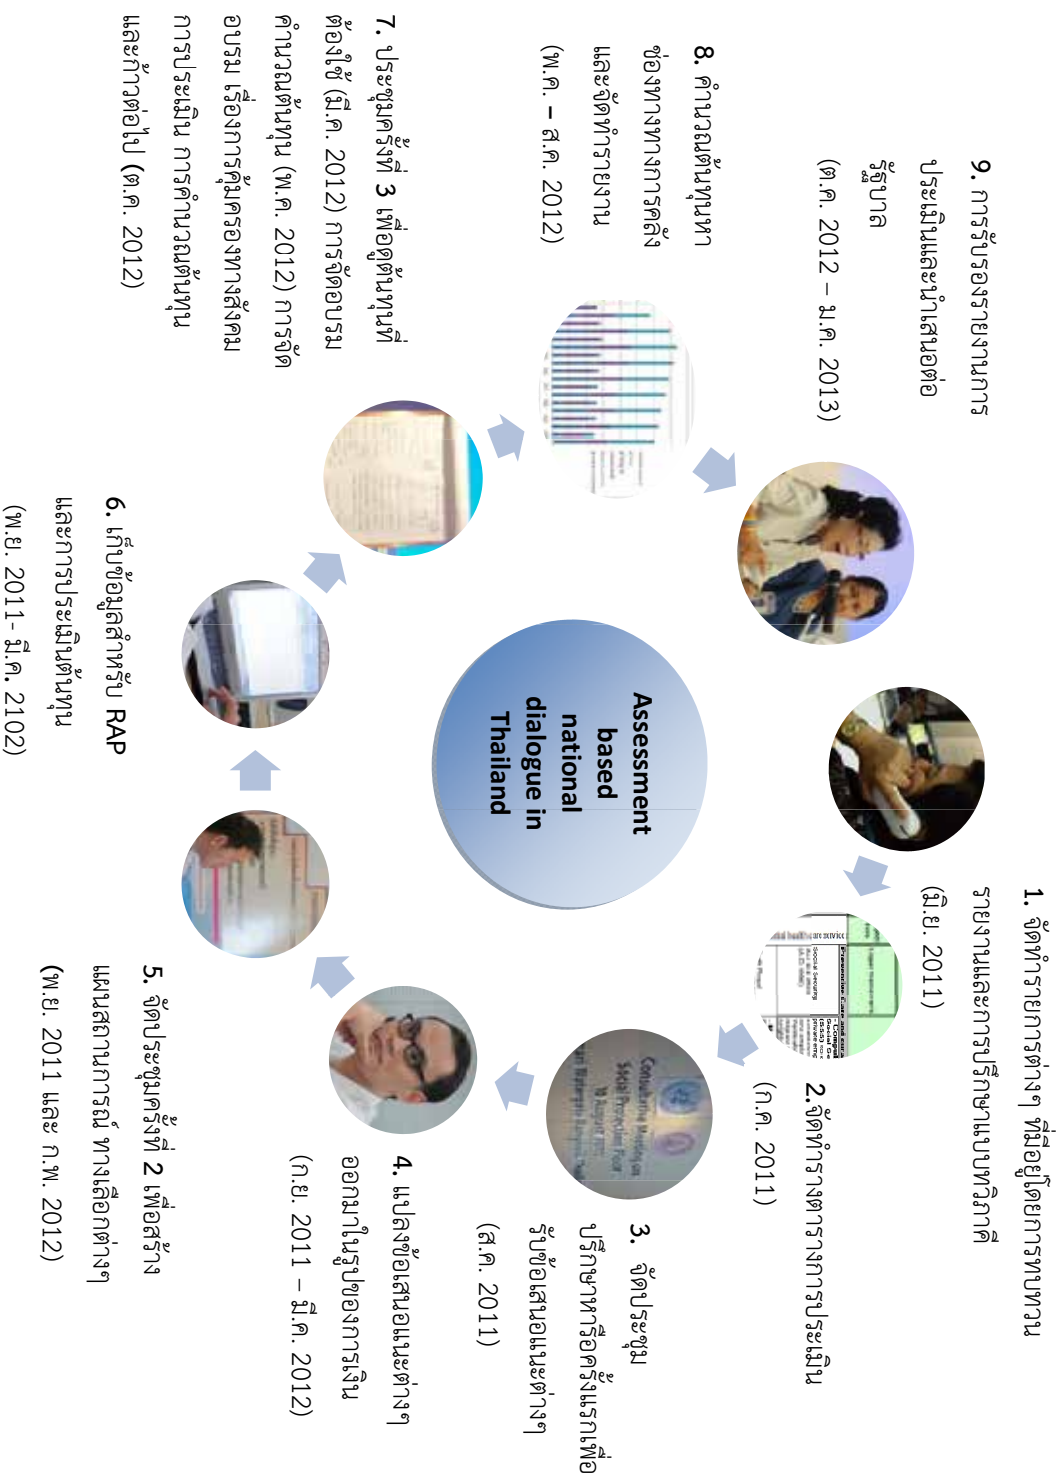 Assessment
based
national
dialogue in
Thailand
1. จัดทำรายการต่างๆ ที่มีอยู่โดยการทบทวน
รายงานและการปรึกษาแบบทวิภาคี
(มิ.ย. 2011)
2.จัดทำร่างตารางการประเมิน
(ก.ค. 2011)
3. จัดประชุม
ปรึกษาหารือครั้งแรกเพื่อ
รับข้อเสนอแนะต่างๆ
(ส.ค. 2011)
4. แปลงข้อเสนอแนะต่างๆ
ออกมาในรูปของการเงิน
(ก.ย. 2011 – มี.ค. 2012)
5. จัดประชุมครั้งที่ 2 เพื่อสร้าง
แผนสถานการณ์ ทางเลือกต่างๆ
(พ.ย. 2011 และ ก.พ. 2012)
6. เก็บข้อมูลสำหรับ RAP
และการประเมินต้นทุน
(พ.ย. 2011- มี.ค. 2102)
7. ประชุมครั้งที่ 3 เพื่อดูต้นทุนที่
ต้องใช้ (มี.ค. 2012) การจัดอบรม
คำนวณต้นทุน (พ.ค. 2012) การจัด
อบรม เรื่องการคุ้มครองทางสังคม
การประเมิน การคำนวณต้นทุน
และก้าวต่อไป (ต.ค. 2012)
8. คำนวณต้นทุนหา
ช่องทางทางการคลัง
และจัดทำรายงาน
(พ.ค. – ส.ค. 2012)
9. การรับรองรายงานการ
ประเมินและนำเสนอต่อ
รัฐบาล
(ต.ค. 2012 – ม.ค. 2013)
Consultative Meeting on
Social Protection Floor